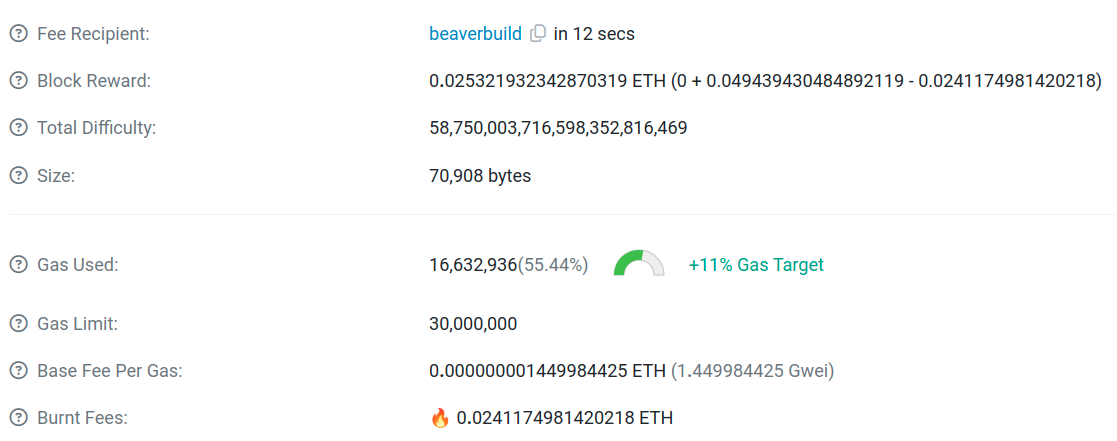 Fee Recipient: beaverbuild in 12 secs
Block Reward: 0.025321932342870319 ETH (0 + 0.049439430484892119 - 0.0241174981420218)
Total Difficulty: 58,750,003,716,598,352,816,469
Size: 70,908 bytes
Gas Used: 16,632,936(55.44%) +11% Gas Target
Gas Limit: 30,000,000
Base Fee Per Gas: 0.000000001449984425 ETH (1.449984425 Gwei)
Burnt Fees: 🔥 0.0241174981420218 ETH